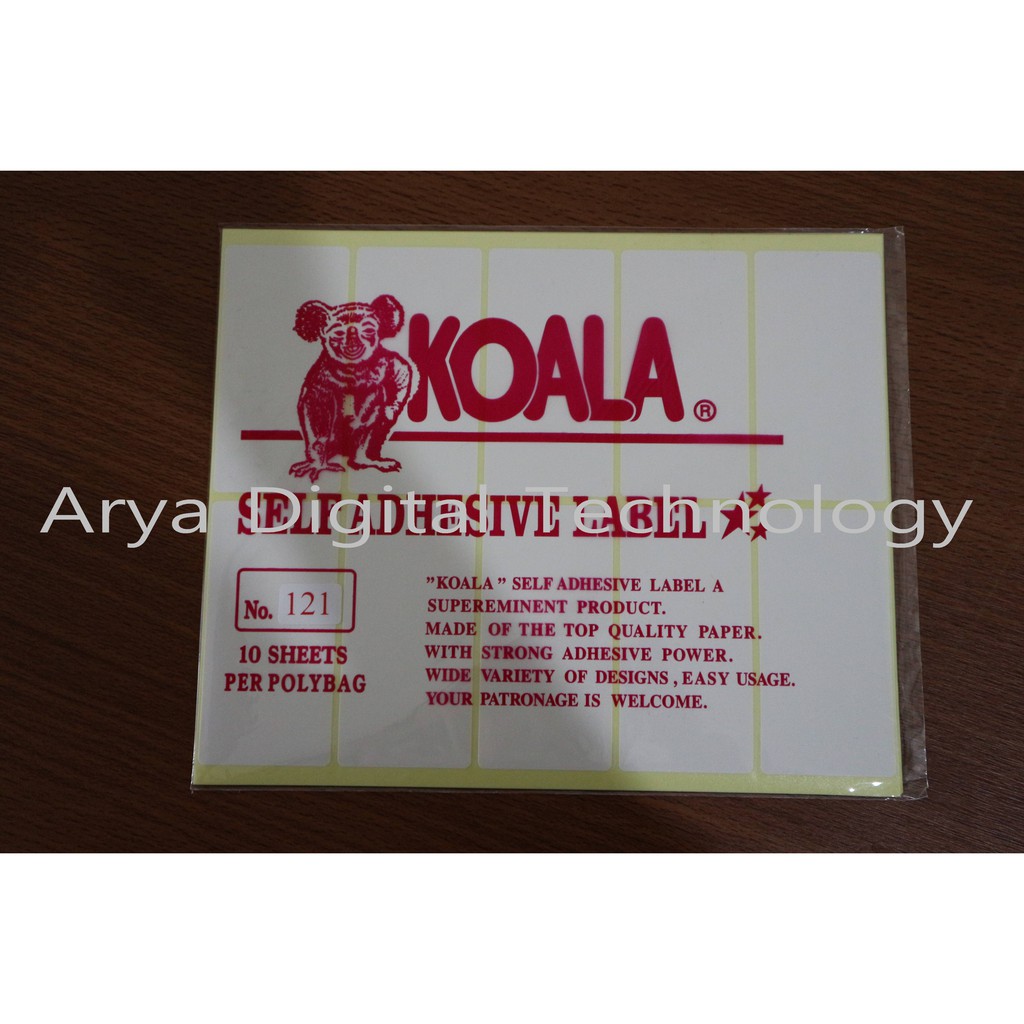 KOALA ®
SELF ADHESIVE LABEL
Arya Digital Technology
No. 121
10 SHEETS
PER POLYBAG
"KOALA" SELF ADHESIVE LABEL A
SUPEREMINENT PRODUCT.
MADE OF THE TOP QUALITY PAPER.
WITH STRONG ADHESIVE POWER.
WIDE VARIETY OF DESIGNS, EASY USAGE.
YOUR PATRONAGE IS WELCOME.